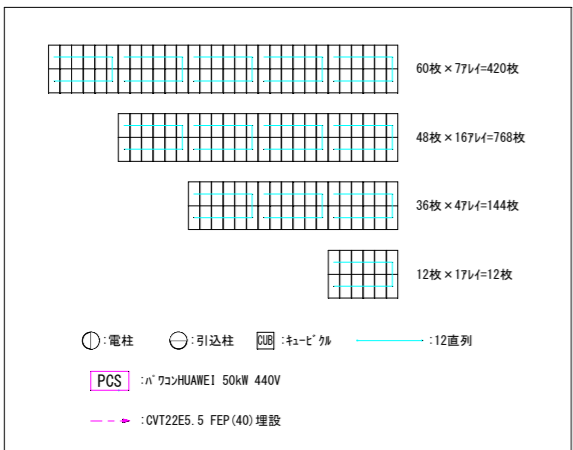 60枚×7ｱﾚｲ=420枚
48枚×16ｱﾚｲ=768枚
36枚×4ｱﾚｲ=144枚
12枚×1ｱﾚｲ=12枚
:電柱 :引込柱 CUB :ｷｭｰﾋﾞｸﾙ :12直列
PCS :ﾊﾟﾜｺﾝHUAWEI 50kW 440V
:CVT22E5.5 FEP(40)埋設